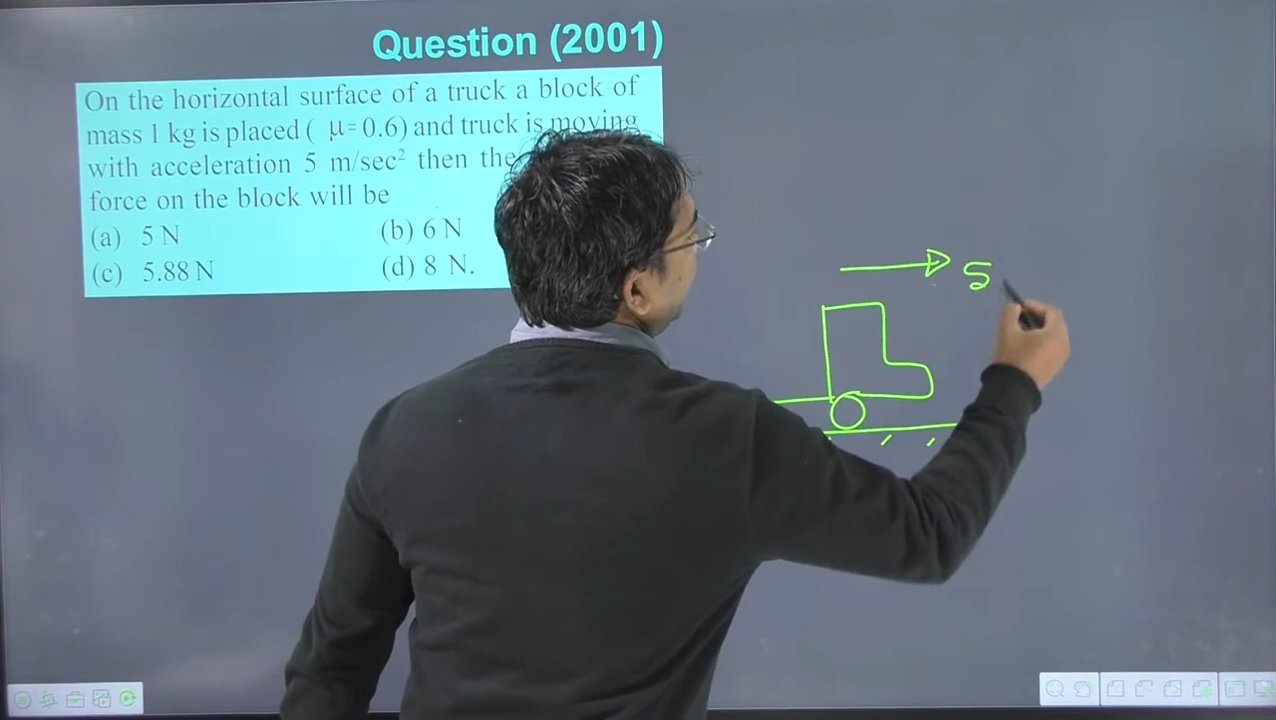 Question (2001)
On the horizontal surface of a truck a block of
mass 1 kg is placed ( μ=0.6) and truck is moving
with acceleration 5 m/sec² then the
force on the block will be
(a) 5 N (b) 6 N
(c) 5.88 N (d) 8 N.
5